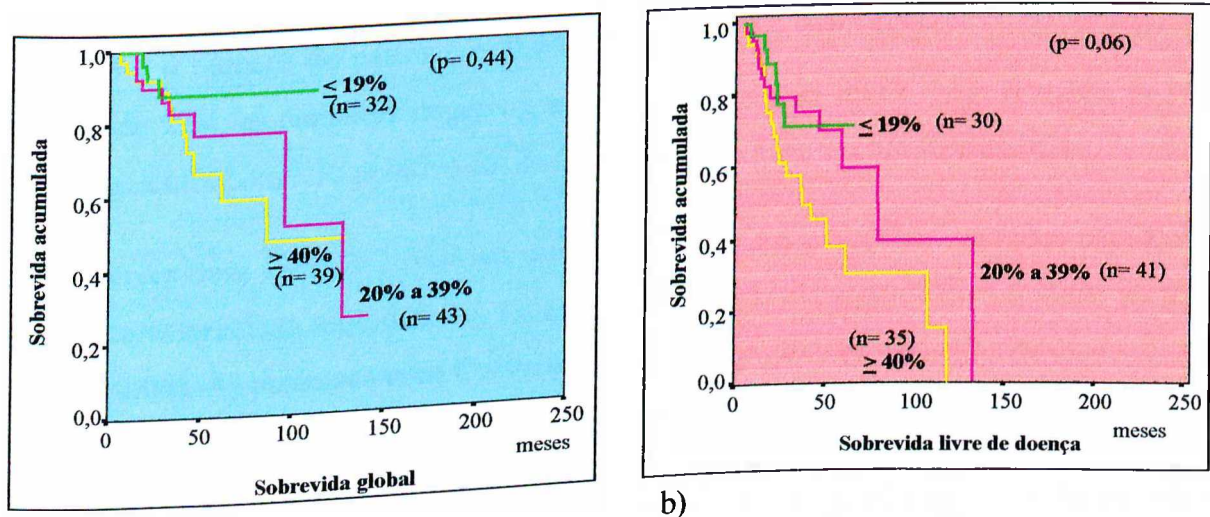 Sobrevida acumulada
1,0
0,8
0,6
0,4
0,2
0,0
(p= 0,44)
≤ 19%
(n= 32)
≥ 40%
(n= 39)
20% a 39%
(n= 43)
0 50 100 150 200 250
meses
Sobrevida global
Sobrevida acumulada
1,0
0,8
0,6
0,4
0,2
0,0
(p= 0,06)
≤ 19% (n= 30)
20% a 39% (n= 41)
(n= 35)
≥ 40%
0 50 100 150 200 250
meses
Sobrevida livre de doença
b)